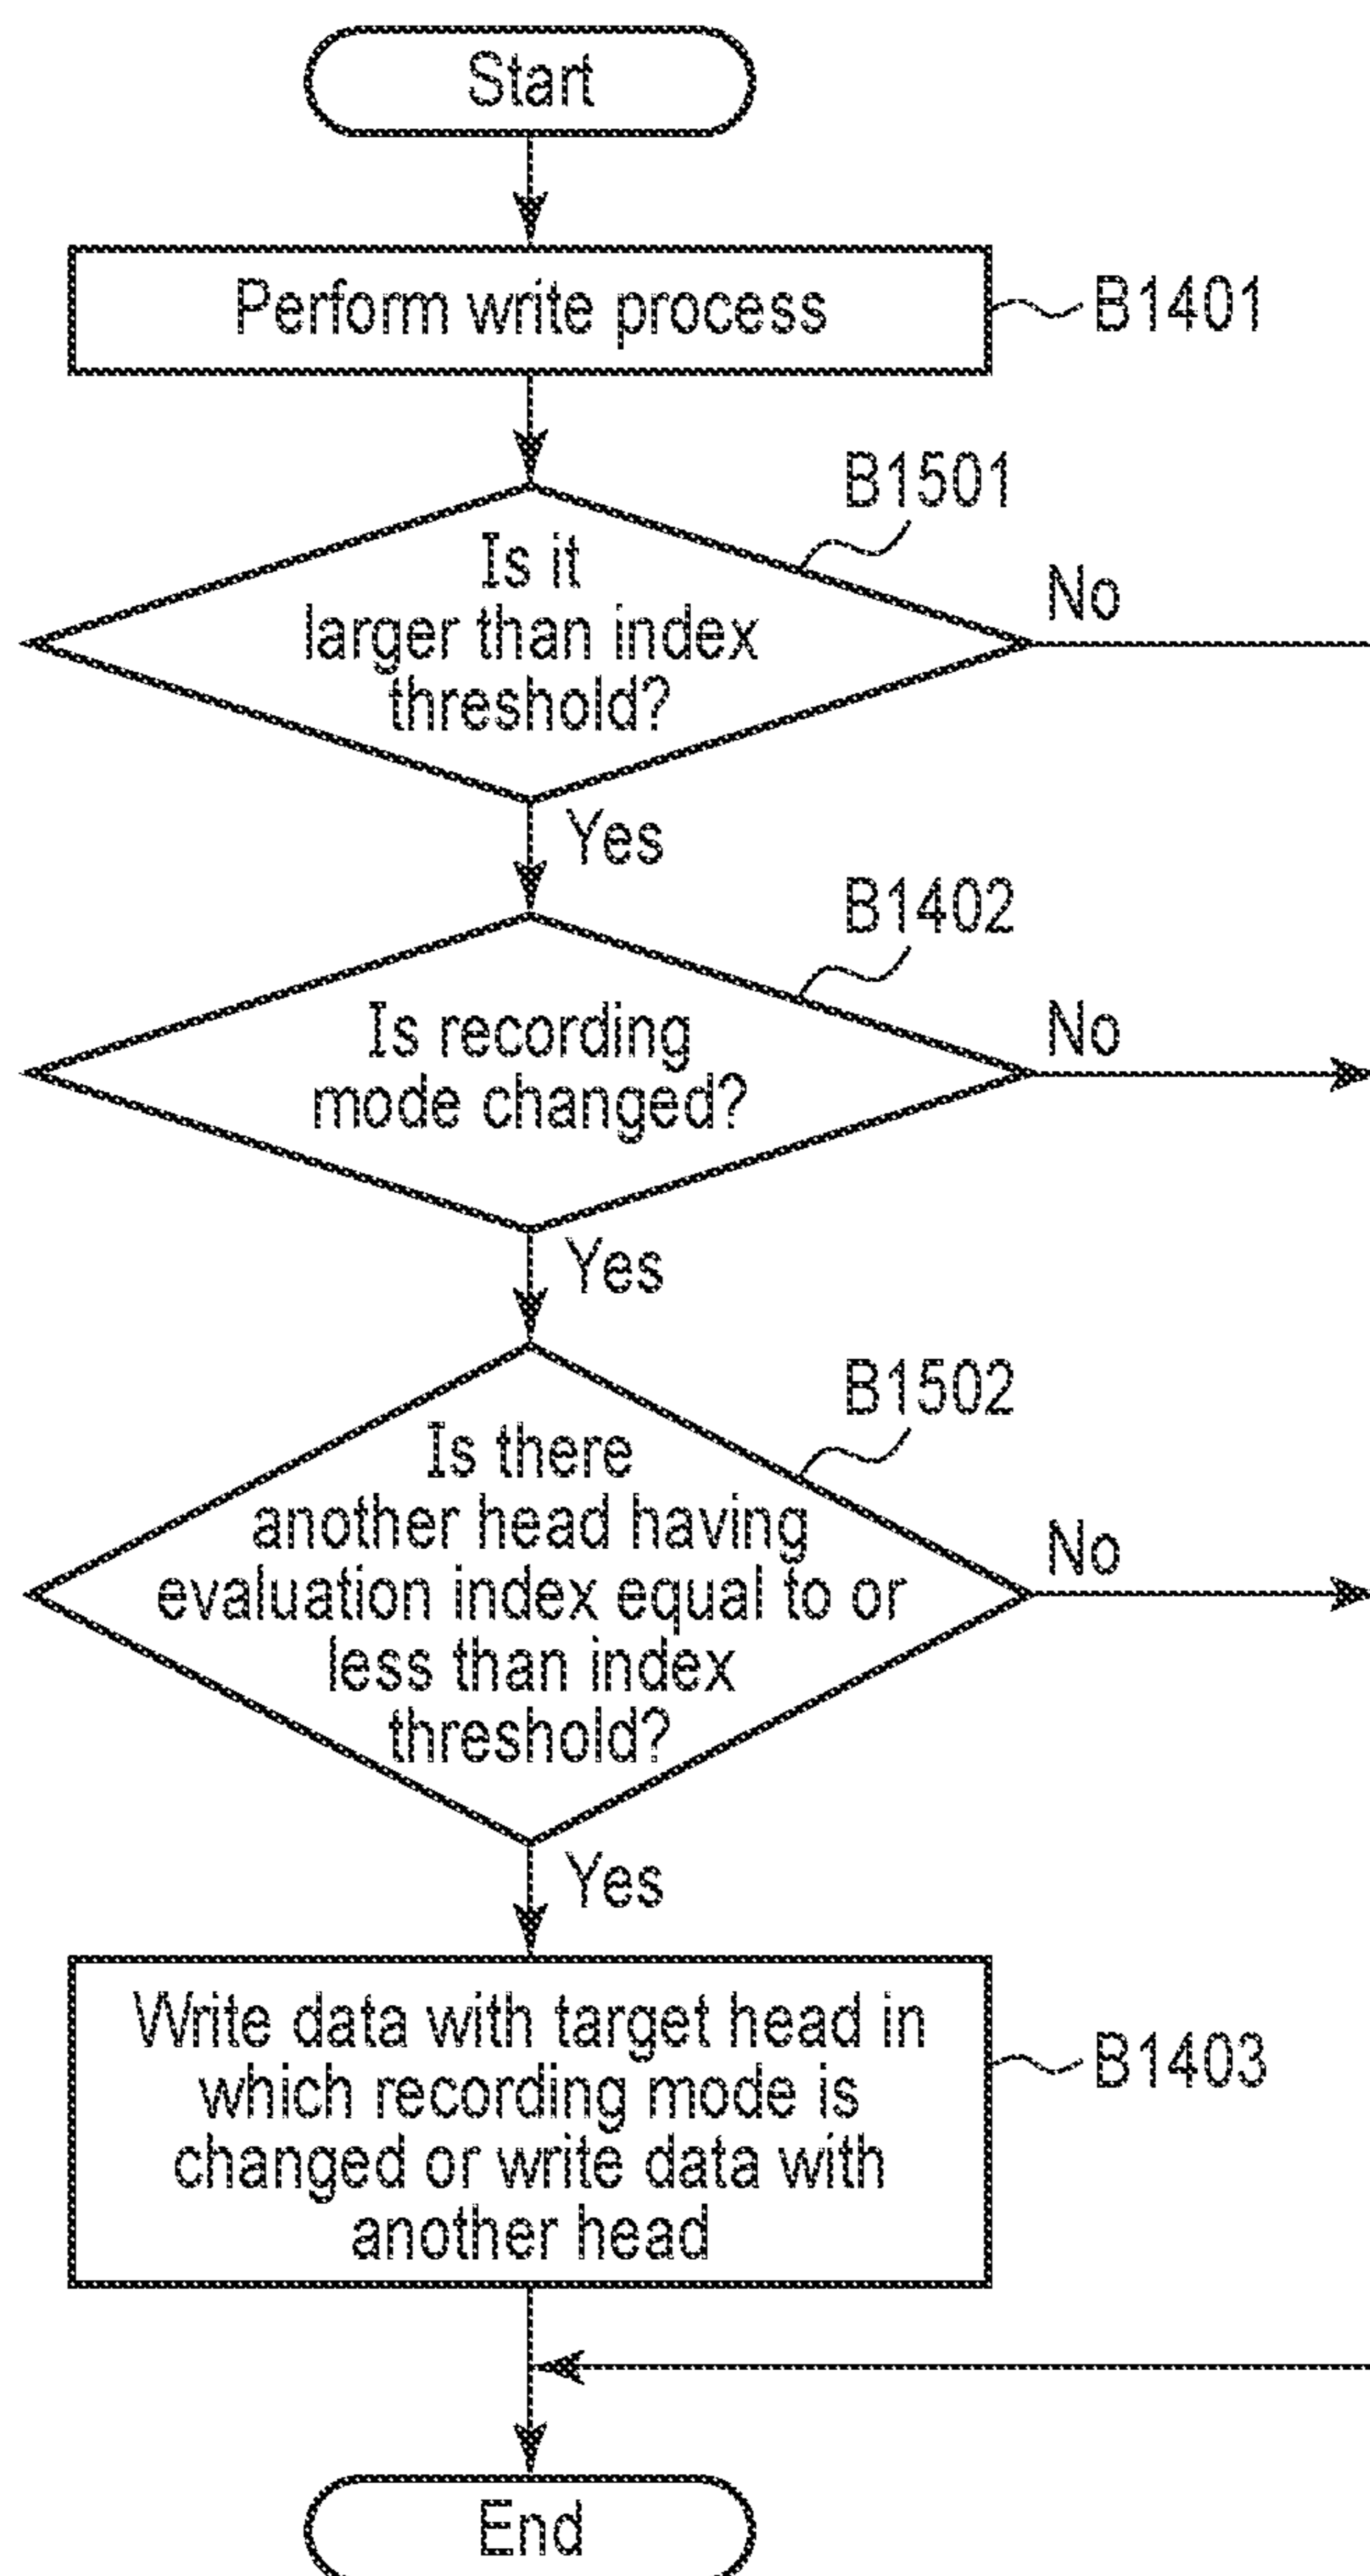 Start
Perform write process
B1401
B1501
Is it
larger than index
threshold?
No
Yes
B1402
Is recording
mode changed?
No
Yes
B1502
Is there
another head having
evaluation index equal to or
less than index
threshold?
No
Yes
Write data with target head in
which recording mode is
changed or write data with
another head
B1403
End